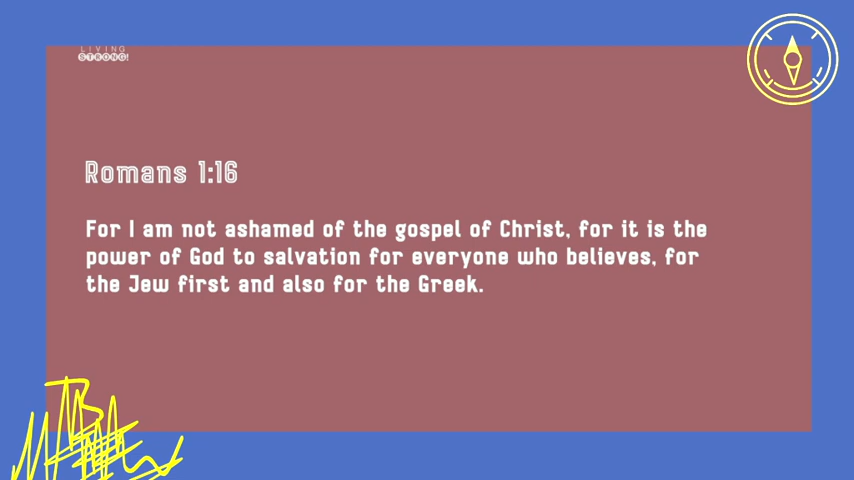 LIVING
STRONG!
Romans 1:16
For I am not ashamed of the gospel of Christ, for it is the
power of God to salvation for everyone who believes, for
the Jew first and also for the Greek.